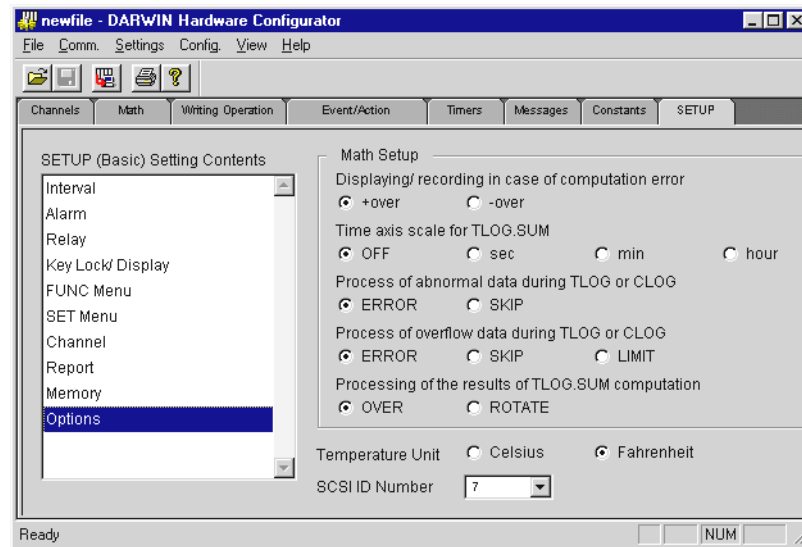 newfile - DARWIN Hardware Configurator
File Comm. Settings Config. View Help
Channels Math Writing Operation Event/Action Timers Messages Constants SETUP
SETUP (Basic) Setting Contents
Interval
Alarm
Relay
Key Lock/ Display
FUNC Menu
SET Menu
Channel
Report
Memory
Options
Math Setup
Displaying/ recording in case of computation error
+over -over
Time axis scale for TLOG.SUM
OFF sec min hour
Process of abnormal data during TLOG or CLOG
ERROR SKIP
Process of overflow data during TLOG or CLOG
ERROR SKIP LIMIT
Processing of the results of TLOG.SUM computation
OVER ROTATE
Temperature Unit Celsius Fahrenheit
SCSI ID Number 7
Ready NUM